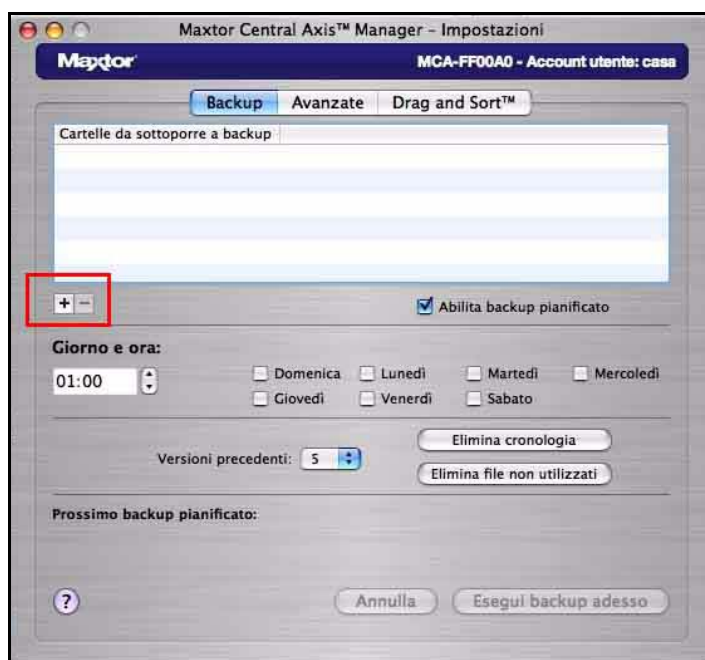 Maxtor Central Axis™ Manager – Impostazioni
Maxtor
MCA-FF00A0 - Account utente: casa
Backup Avanzate Drag and Sort™
Cartelle da sottoporre a backup
+ −
Abilita backup pianificato
Giorno e ora:
01:00
Domenica Lunedì Martedì Mercoledì
Giovedì Venerdì Sabato
Versioni precedenti: 5
Elimina cronologia
Elimina file non utilizzati
Prossimo backup pianificato:
? Annulla Esegui backup adesso